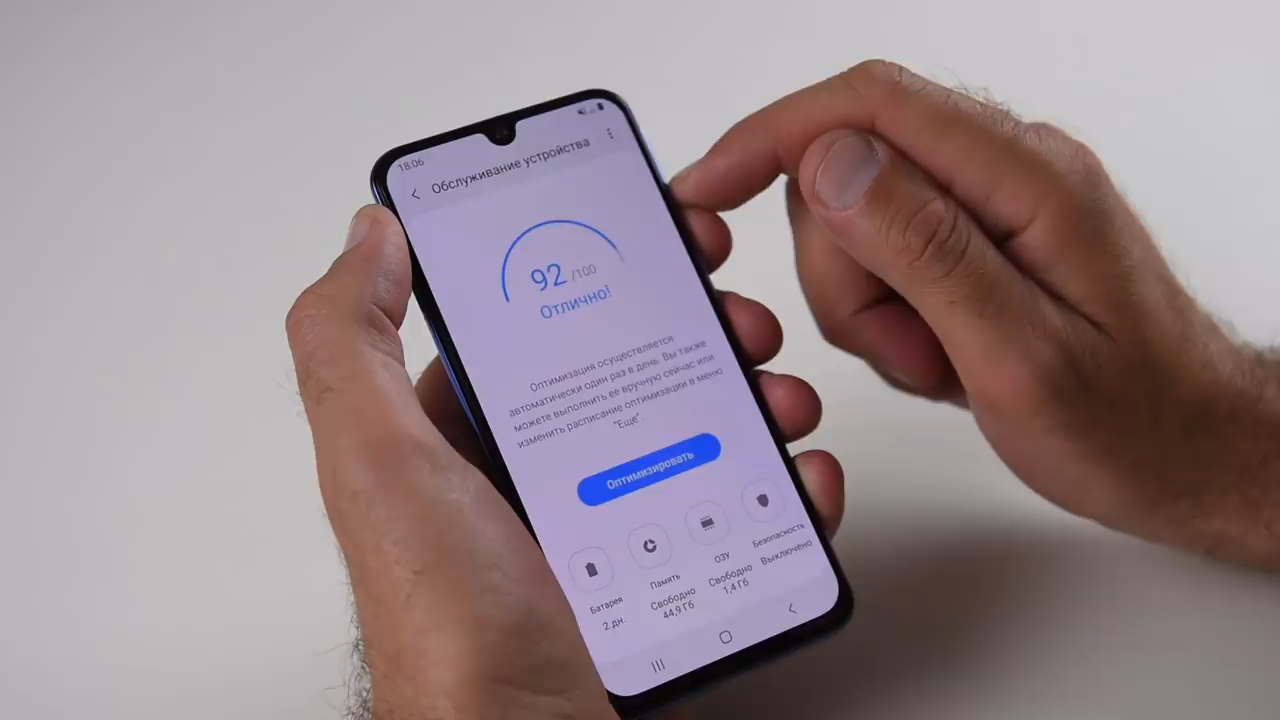 18:06
Обслуживание устройства
92 /100
Отлично!
Оптимизация осуществляется
автоматически один раз в день. Вы также
можете выполнить ее вручную сейчас или
изменить расписание оптимизации в меню
"Еще".
Оптимизировать
Батарея
2 дн.
Память
Свободно
44,9 Гб
ОЗУ
Свободно
1,4 Гб
Безопасность
Выключено